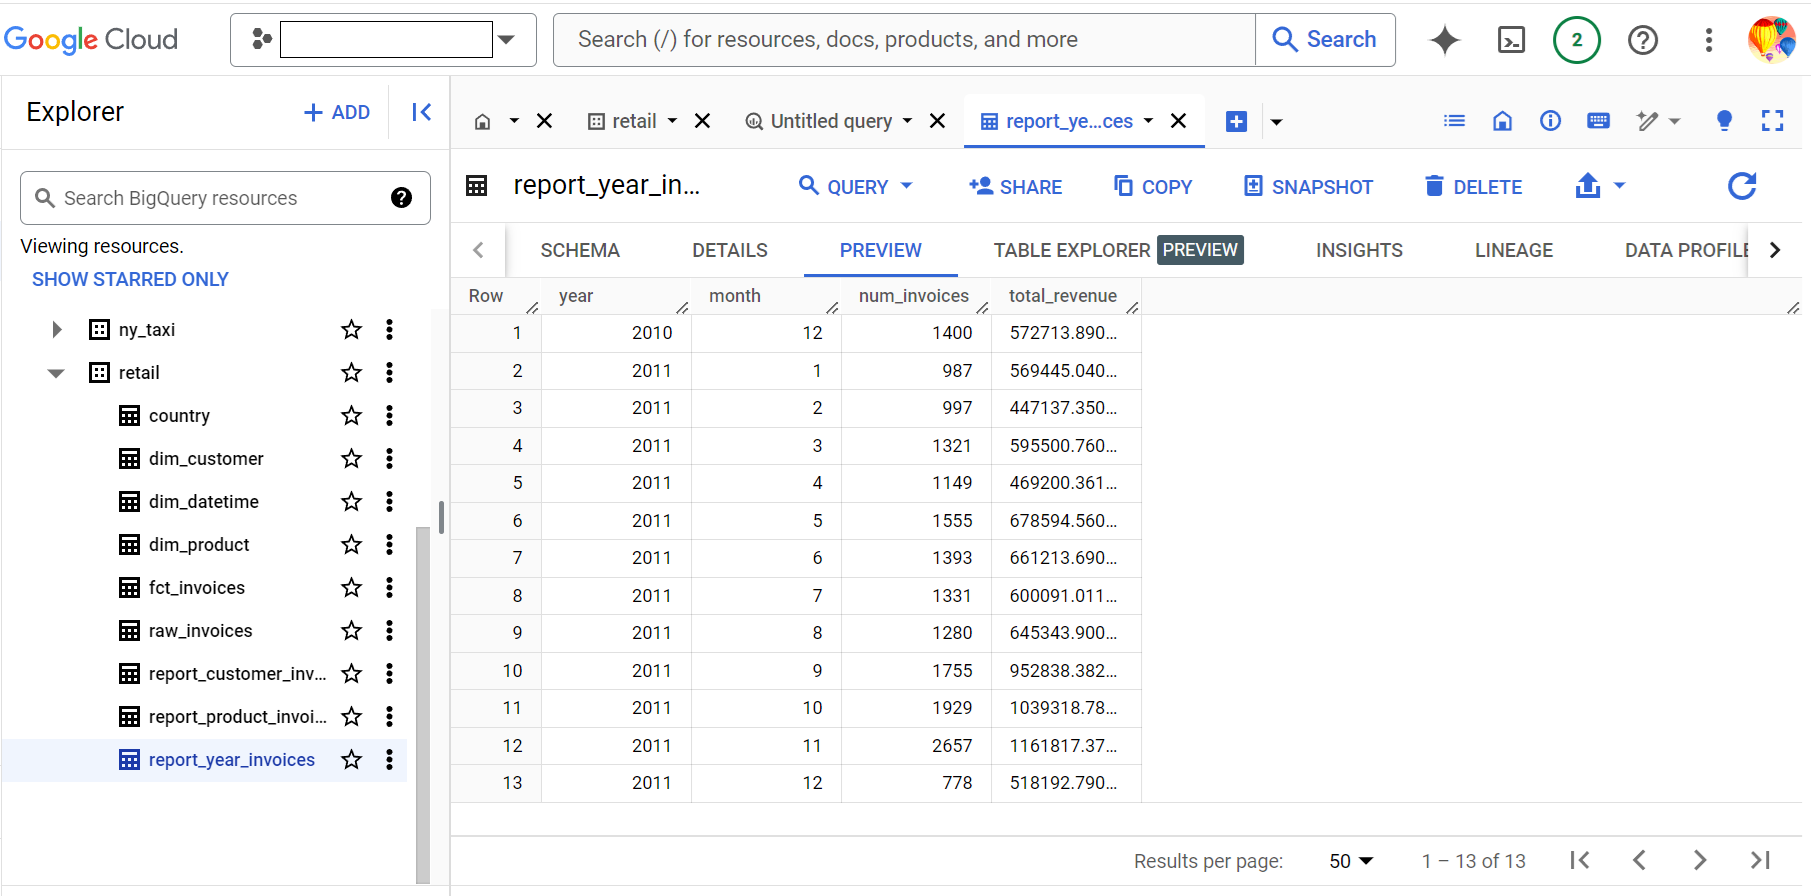 Google Cloud
Search (/) for resources, docs, products, and more
Search
2
Explorer
ADD
retail
Untitled query
report_ye...ces
Search BigQuery resources
report_year_in...
QUERY
SHARE
COPY
SNAPSHOT
DELETE
Viewing resources.
SHOW STARRED ONLY
SCHEMA
DETAILS
PREVIEW
TABLE EXPLORER PREVIEW
INSIGHTS
LINEAGE
DATA PROFILE
ny_taxi
retail
country
dim_customer
dim_datetime
dim_product
fct_invoices
raw_invoices
report_customer_inv...
report_product_invoi...
report_year_invoices
Row year month num_invoices total_revenue
1 2010 12 1400 572713.890...
2 2011 1 987 569445.040...
3 2011 2 997 447137.350...
4 2011 3 1321 595500.760...
5 2011 4 1149 469200.361...
6 2011 5 1555 678594.560...
7 2011 6 1393 661213.690...
8 2011 7 1331 600091.011...
9 2011 8 1280 645343.900...
10 2011 9 1755 952838.382...
11 2011 10 1929 1039318.78...
12 2011 11 2657 1161817.37...
13 2011 12 778 518192.790...
Results per page: 50 1 – 13 of 13